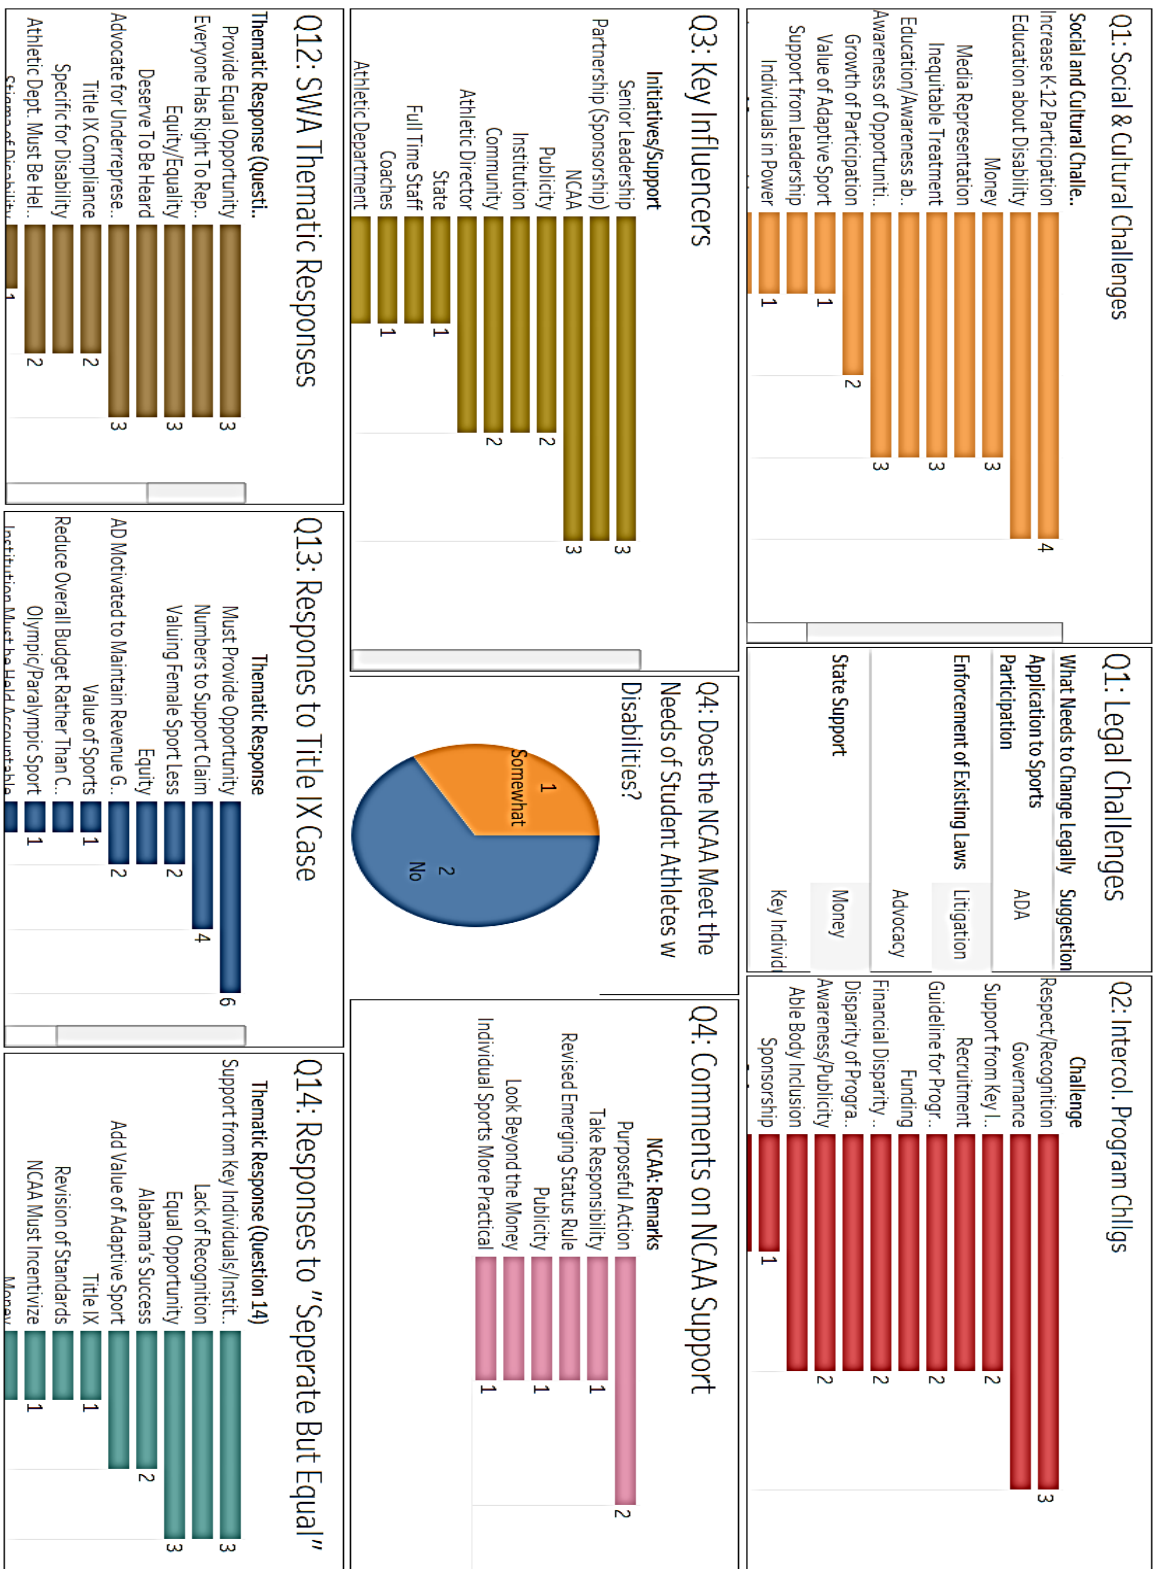 Q1: Social & Cultural Challenges
Social and Cultural Challe..
Increase K-12 Participation
4
Education about Disability
Money
3
Media Representation
Inequitable Treatment
3
Education/Awareness ab..
Awareness of Opportuniti..
3
Growth of Participation
2
Value of Adaptive Sport
1
Support from Leadership
Individuals in Power
1
Q1: Legal Challenges
What Needs to Change Legally
Suggestion
Application to Sports
Participation
ADA
Enforcement of Existing Laws
Litigation
Advocacy
State Support
Money
Key Individ
Q2: Intercol. Program Chllgs
Challenge
Respect/Recognition
3
Governance
Support from Key I..
2
Recruitment
Guideline for Progr..
2
Funding
Financial Disparity ..
2
Disparity of Progra..
Awareness/Publicity
2
Able Body Inclusion
Sponsorship
1
Q3: Key Influencers
Initiatives/Support
Senior Leadership
3
Partnership (Sponsorship)
NCAA
3
Publicity
2
Institution
Community
2
Athletic Director
State
1
Full Time Staff
Coaches
1
Athletic Department
Q4: Does the NCAA Meet the
Needs of Student Athletes w
Disabilities?
1
Somewhat
2
No
Q4: Comments on NCAA Support
NCAA: Remarks
Purposeful Action
2
Take Responsibility
1
Revised Emerging Status Rule
Publicity
1
Look Beyond the Money
Individual Sports More Practical
1
Q12: SWA Thematic Responses
Thematic Response (Questi..
Provide Equal Opportunity
3
Everyone Has Right To Rep..
Equity/Equality
3
Deserve To Be Heard
Advocate for Underreprese..
3
Title IX Compliance
2
Specific for Disability
Athletic Dept. Must Be Hel..
2
Stigma of Disability
1
Q13: Respones to Title IX Case
Thematic Response
Must Provide Opportunity
6
Numbers to Support Claim
4
Valuing Female Sport Less
2
Equity
AD Motivated to Maintain Revenue G..
2
Value of Sports
1
Reduce Overall Budget Rather Than C..
Olympic/Paralympic Sport
1
Institution Must be Held Accountable
Q14: Responses to "Seperate But Equal"
Thematic Response (Question 14)
Support from Key Individuals/Instit..
3
Lack of Recognition
Equal Opportunity
3
Alabama's Success
2
Add Value of Adaptive Sport
Title IX
1
Revision of Standards
NCAA Must Incentivize
1
Money